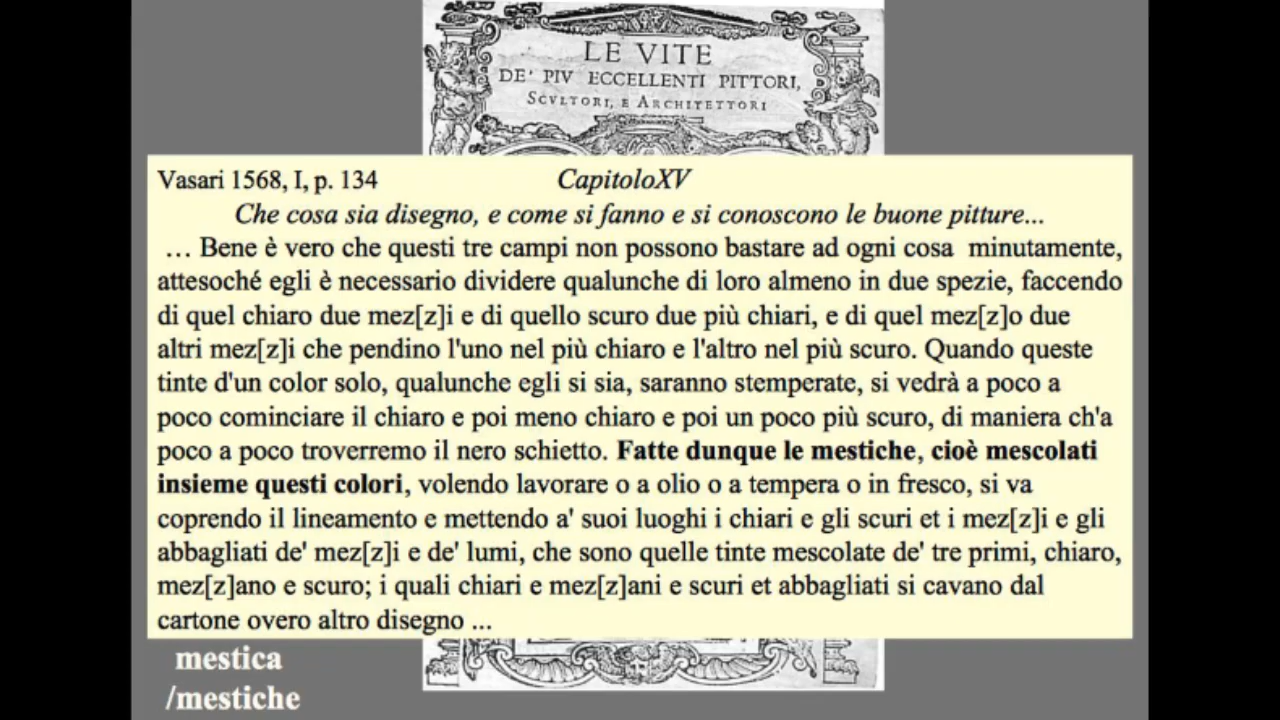 LE VITE
DE' PIV ECCELLENTI PITTORI,
SCVLTORI, E ARCHITETTORI
Vasari 1568, I, p. 134 CapitoloXV
Che cosa sia disegno, e come si fanno e si conoscono le buone pitture...
… Bene è vero che questi tre campi non possono bastare ad ogni cosa minutamente,
attesoché egli è necessario dividere qualunche di loro almeno in due spezie, faccendo
di quel chiaro due mez[z]i e di quello scuro due più chiari, e di quel mez[z]o due
altri mez[z]i che pendino l'uno nel più chiaro e l'altro nel più scuro. Quando queste
tinte d'un color solo, qualunche egli si sia, saranno stemperate, si vedrà a poco a
poco cominciare il chiaro e poi meno chiaro e poi un poco più scuro, di maniera ch'a
poco a poco troverremo il nero schietto. Fatte dunque le mestiche, cioè mescolati
insieme questi colori, volendo lavorare o a olio o a tempera o in fresco, si va
coprendo il lineamento e mettendo a' suoi luoghi i chiari e gli scuri et i mez[z]i e gli
abbagliati de' mez[z]i e de' lumi, che sono quelle tinte mescolate de' tre primi, chiaro,
mez[z]ano e scuro; i quali chiari e mez[z]ani e scuri et abbagliati si cavano dal
cartone overo altro disegno ...
mestica
/mestiche